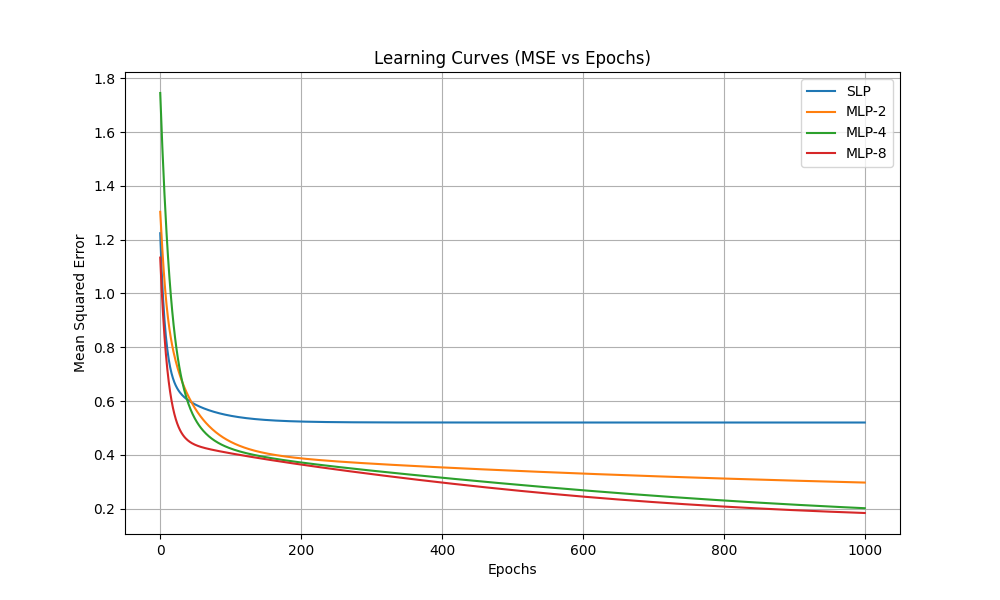 Learning Curves (MSE vs Epochs)
Mean Squared Error
1.8
1.6
1.4
1.2
1.0
0.8
0.6
0.4
0.2
SLP
MLP-2
MLP-4
MLP-8
0 200 400 600 800 1000
Epochs